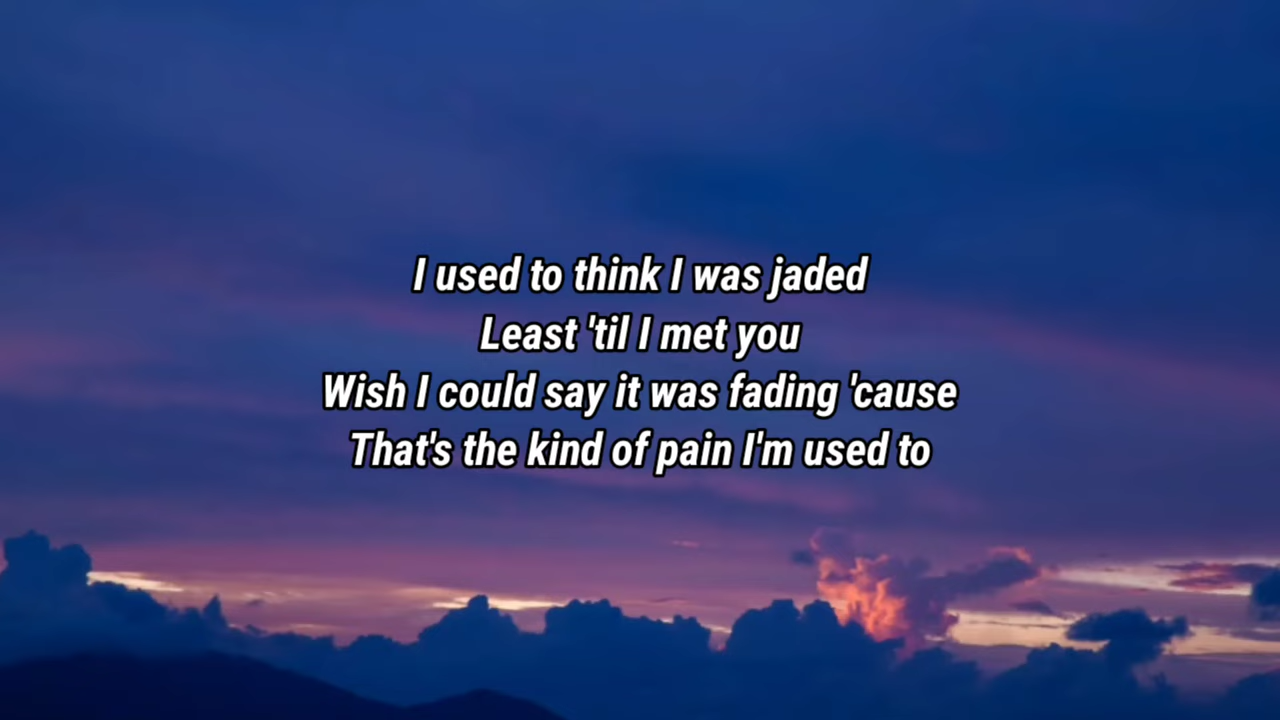 I used to think I was jaded
Least 'til I met you
Wish I could say it was fading 'cause
That's the kind of pain I'm used to